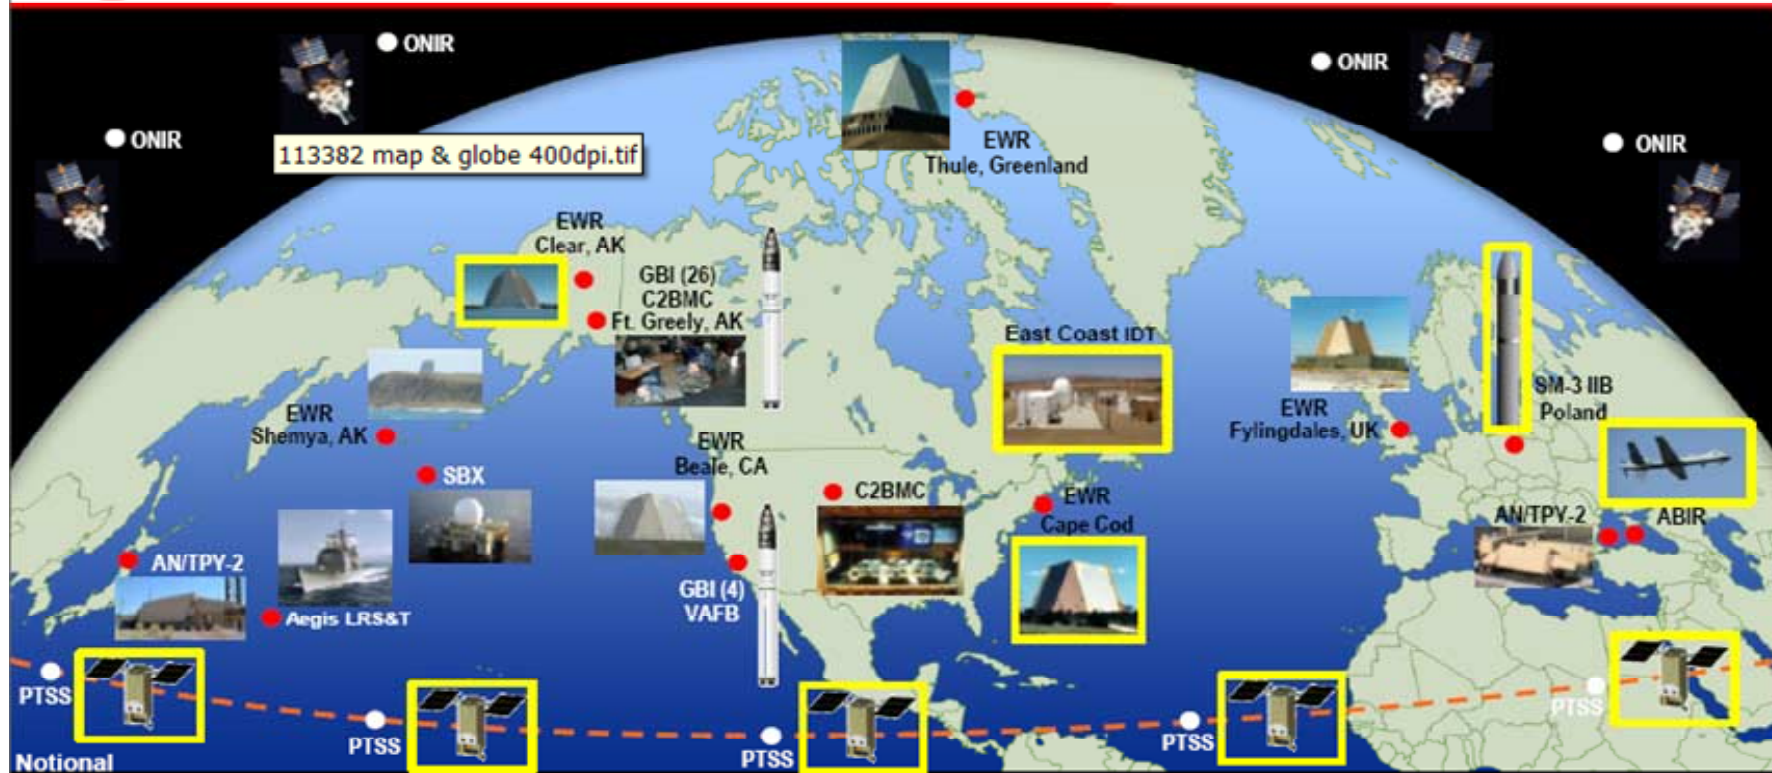 ONIR
ONIR
ONIR
ONIR
113382 map & globe 400dpi.tif
EWR
Thule, Greenland
EWR
Clear, AK
GBI (26)
C2BMC
Ft. Greely, AK
East Coast IDT
SM-3 IIB
Poland
EWR
Shemya, AK
EWR
Fylingdales, UK
EWR
Beale, CA
SBX
C2BMC
EWR
Cape Cod
AN/TPY-2
ABIR
AN/TPY-2
GBI (4)
VAFB
Aegis LRS&T
PTSS
PTSS
PTSS
PTSS
PTSS
Notional